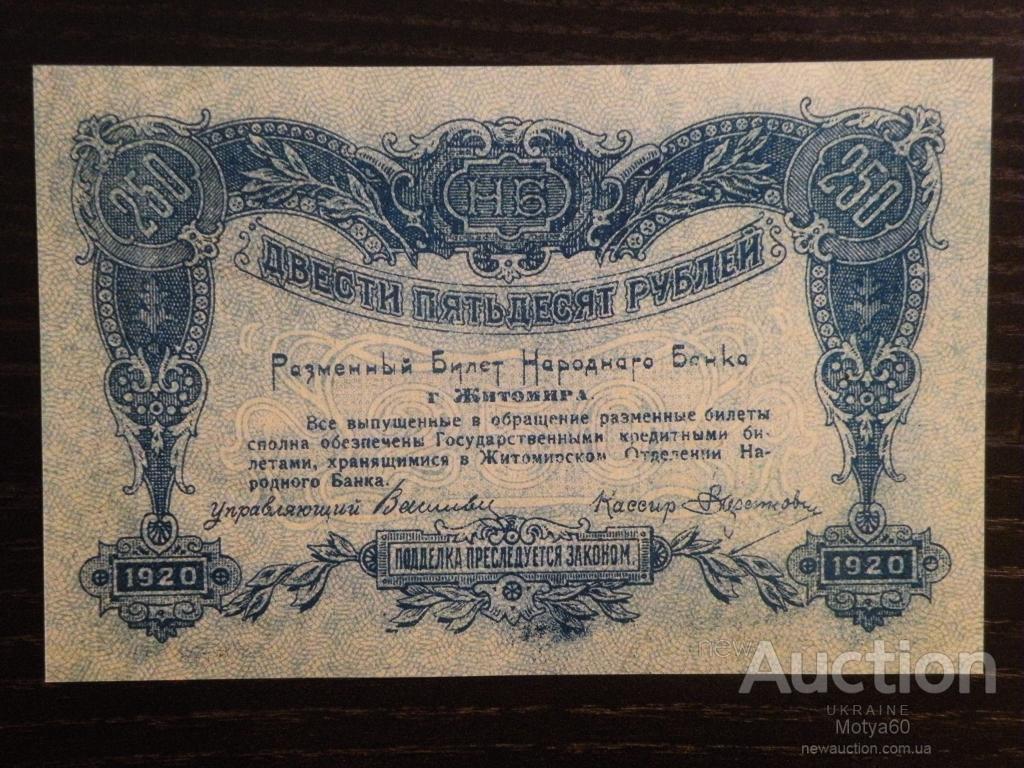 250
НБ
250
ДВЕСТИ ПЯТЬДЕСЯТ РУБЛЕЙ
Разменный Билет Народнаго Банка
г Житомира.
Все выпущенные в обращение разменные билеты
сполна обезпечены Государственными кредитными би-
летами, хранящимися в Житомирском Отделении На-
родного Банка.
Управляющий
Кассир
1920
ПОДДЕЛКА ПРЕСЛЕДУЕТСЯ ЗАКОНОМ.
1920
newAuction
UKRAINE
Motya60
newauction.com.ua